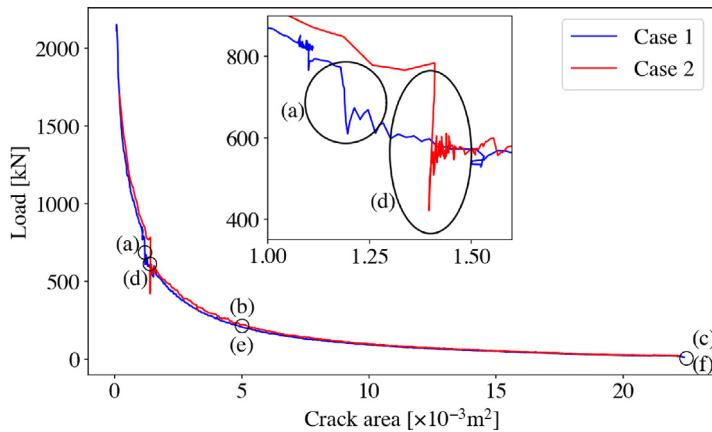 Case 1
Case 2
2000
1500
1000
500
0
Load [kN]
800
600
400
1.00
1.25
1.50
(a)
(d)
(a)
(d)
(b)
(e)
(c)
(f)
0
5
10
15
20
Crack area [×10⁻³m²]